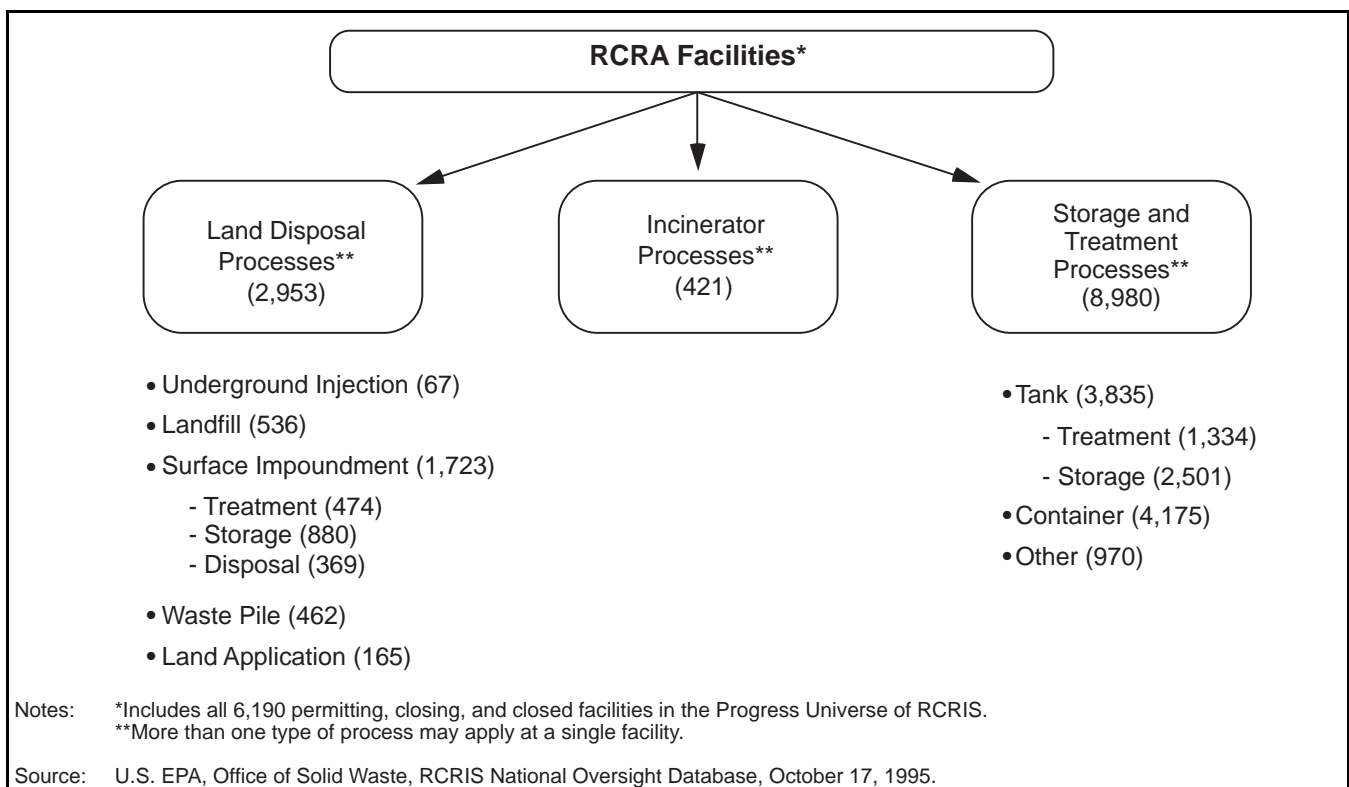 RCRA Facilities*
Land Disposal
Processes**
(2,953)
Incinerator
Processes**
(421)
Storage and
Treatment
Processes**
(8,980)
• Underground Injection (67)
• Landfill (536)
• Surface Impoundment (1,723)
- Treatment (474)
- Storage (880)
- Disposal (369)
• Waste Pile (462)
• Land Application (165)
• Tank (3,835)
- Treatment (1,334)
- Storage (2,501)
• Container (4,175)
• Other (970)
Notes: *Includes all 6,190 permitting, closing, and closed facilities in the Progress Universe of RCRIS.
**More than one type of process may apply at a single facility.
Source: U.S. EPA, Office of Solid Waste, RCRIS National Oversight Database, October 17, 1995.